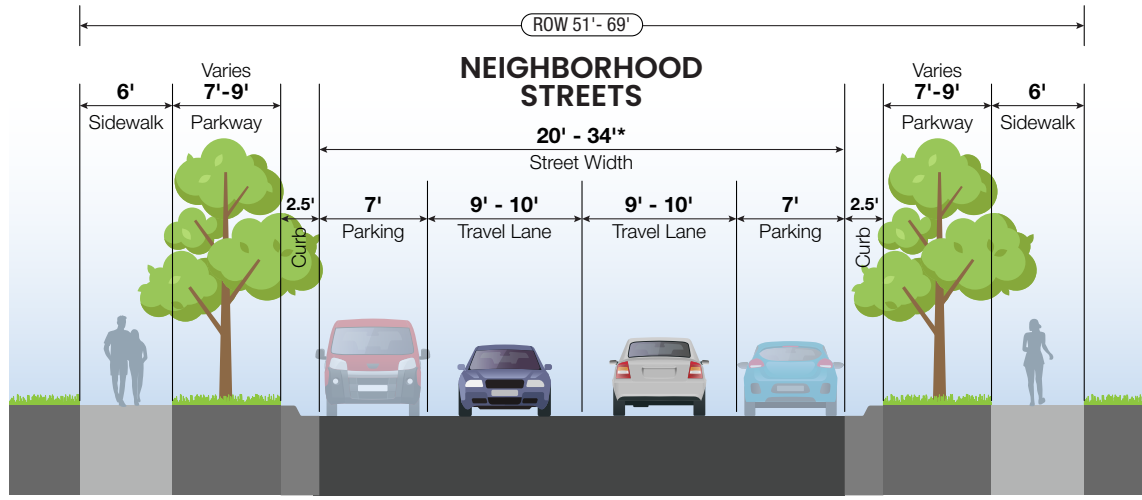 ROW 51'- 69'
NEIGHBORHOOD
STREETS
Varies
7'-9'
Parkway
6'
Sidewalk
Varies
7'-9'
Parkway
6'
Sidewalk
20' - 34'*
Street Width
2.5'
Curb
7'
Parking
9' - 10'
Travel Lane
9' - 10'
Travel Lane
7'
Parking
2.5'
Curb